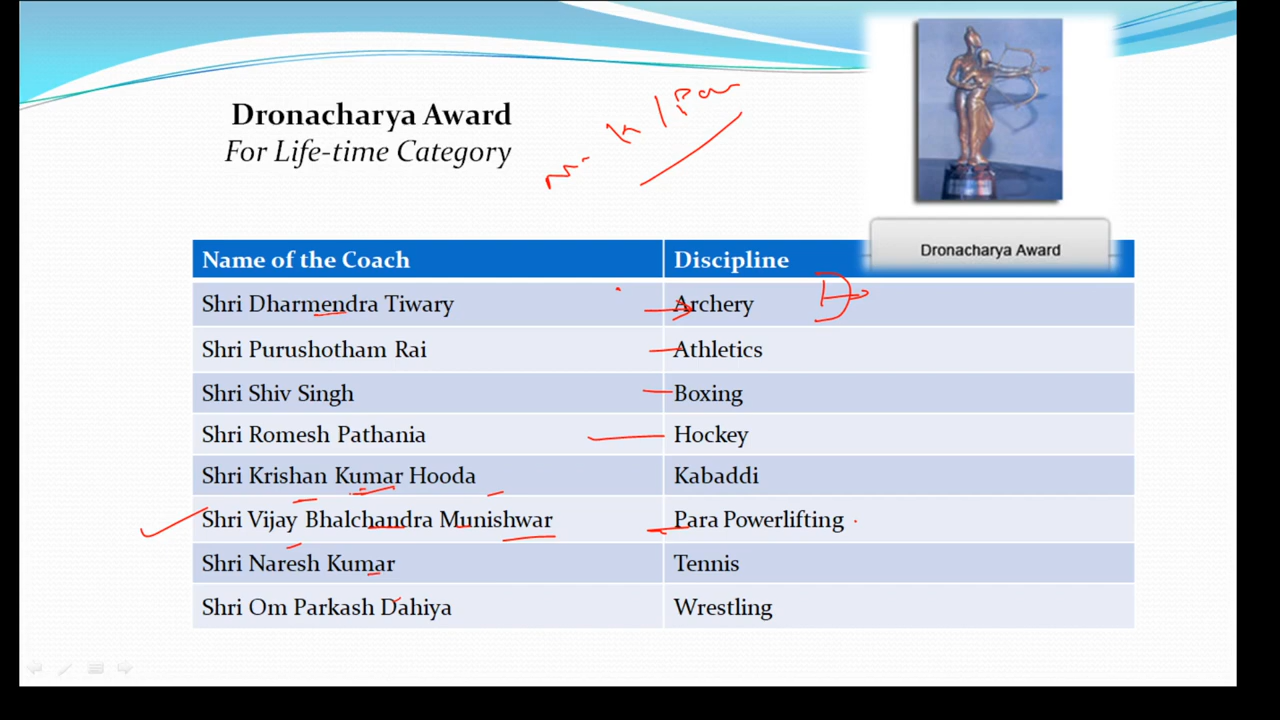 Dronacharya Award
For Life-time Category
Dronacharya Award
Name of the Coach Discipline
Shri Dharmendra Tiwary Archery
Shri Purushotham Rai Athletics
Shri Shiv Singh Boxing
Shri Romesh Pathania Hockey
Shri Krishan Kumar Hooda Kabaddi
Shri Vijay Bhalchandra Munishwar Para Powerlifting
Shri Naresh Kumar Tennis
Shri Om Parkash Dahiya Wrestling